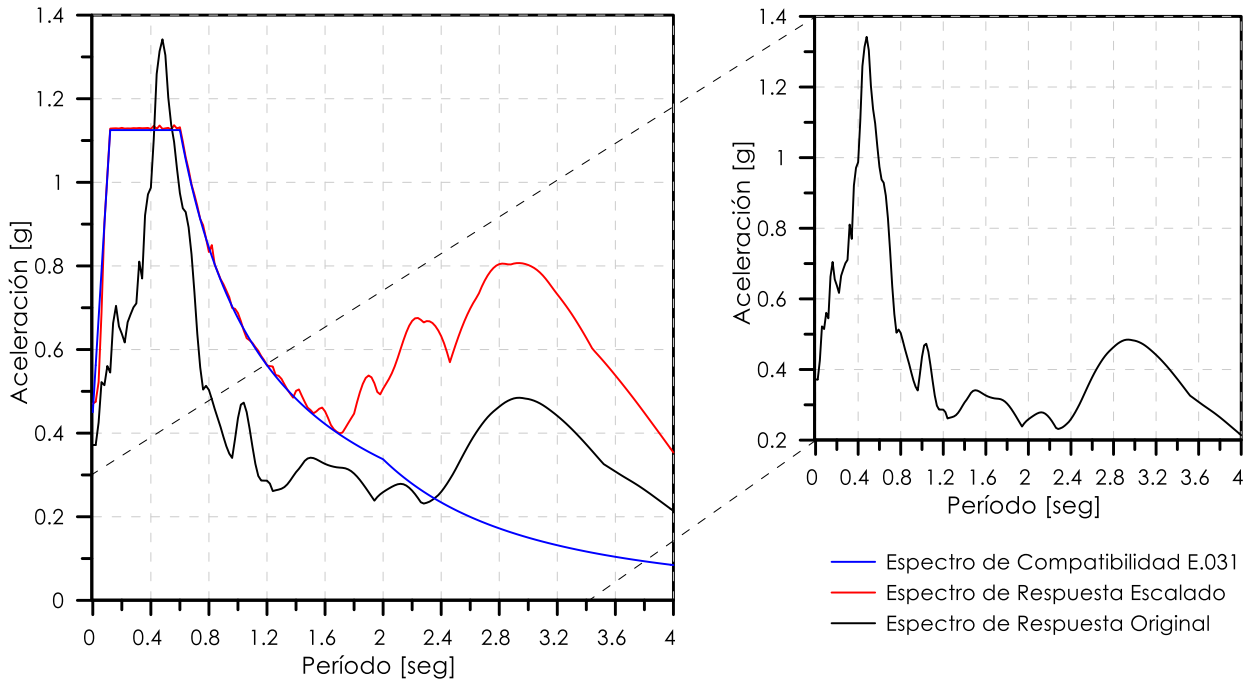 Aceleración [g]
1.4
1.2
1
0.8
0.6
0.4
0.2
0
0 0.4 0.8 1.2 1.6 2 2.4 2.8 3.2 3.6 4
Período [seg]
Aceleración [g]
1.4
1.2
1
0.8
0.6
0.4
0.2
0 0.4 0.8 1.2 1.6 2 2.4 2.8 3.2 3.6 4
Período [seg]
Espectro de Compatibilidad E.031
Espectro de Respuesta Escalado
Espectro de Respuesta Original